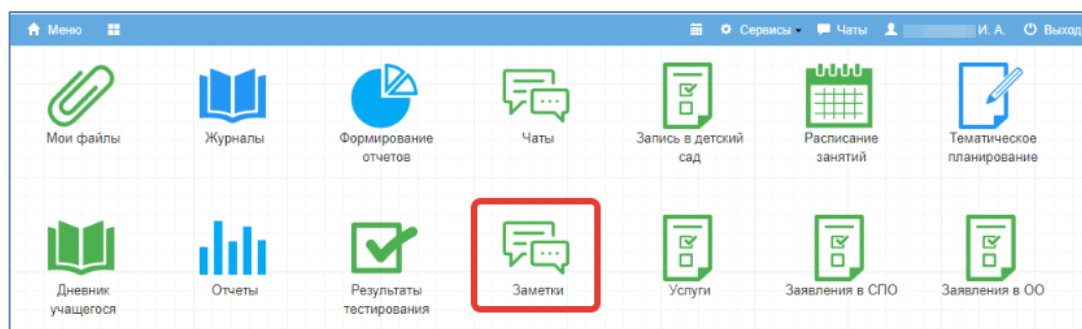 Меню
Сервисы
Чаты
И. А.
Выход
Мои файлы
Журналы
Формирование
отчетов
Чаты
Запись в детский
сад
Расписание
занятий
Тематическое
планирование
Дневник
учащегося
Отчеты
Результаты
тестирования
Заметки
Услуги
Заявления в СПО
Заявления в ОО